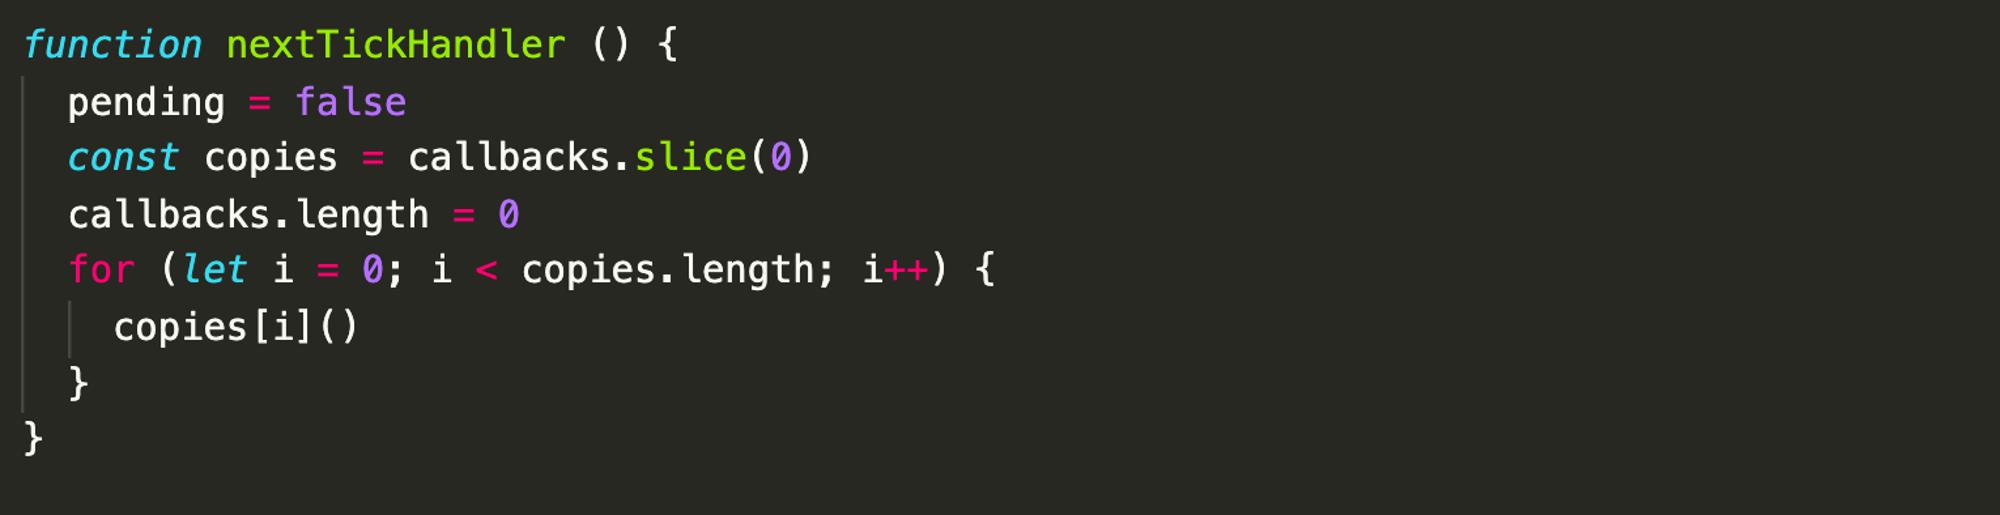 function nextTickHandler () {
  pending = false
  const copies = callbacks.slice(0)
  callbacks.length = 0
  for (let i = 0; i < copies.length; i++) {
    copies[i]()
  }
}